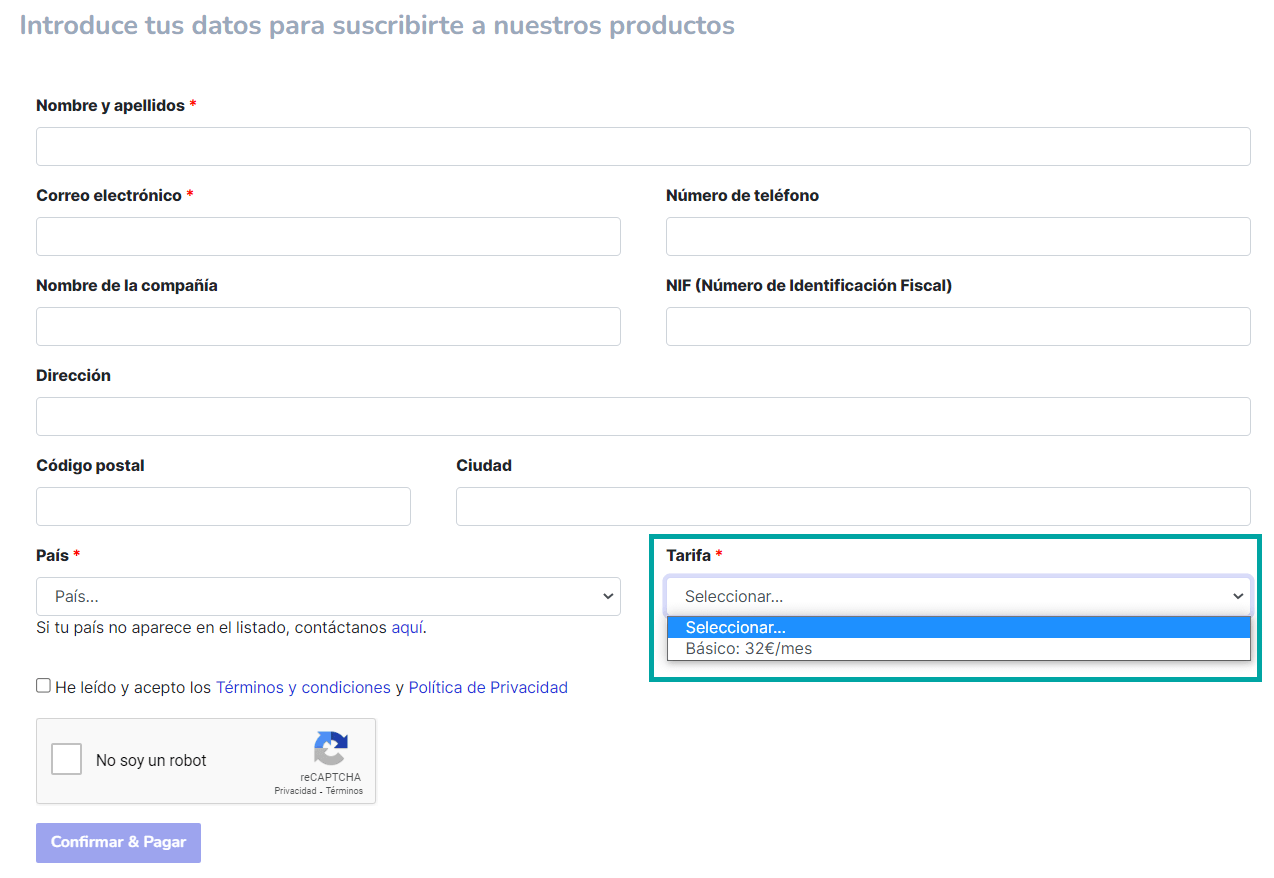 Introduce tus datos para suscribirte a nuestros productos
Nombre y apellidos *
Correo electrónico *
Número de teléfono
Nombre de la compañía
NIF (Número de Identificación Fiscal)
Dirección
Código postal
Ciudad
País *
Tarifa *
País...
Seleccionar...
Si tu país no aparece en el listado, contáctanos aquí.
Seleccionar...
Básico: 32€/mes
He leído y acepto los Términos y condiciones y Política de Privacidad
No soy un robot
reCAPTCHA
Privacidad - Términos
Confirmar & Pagar